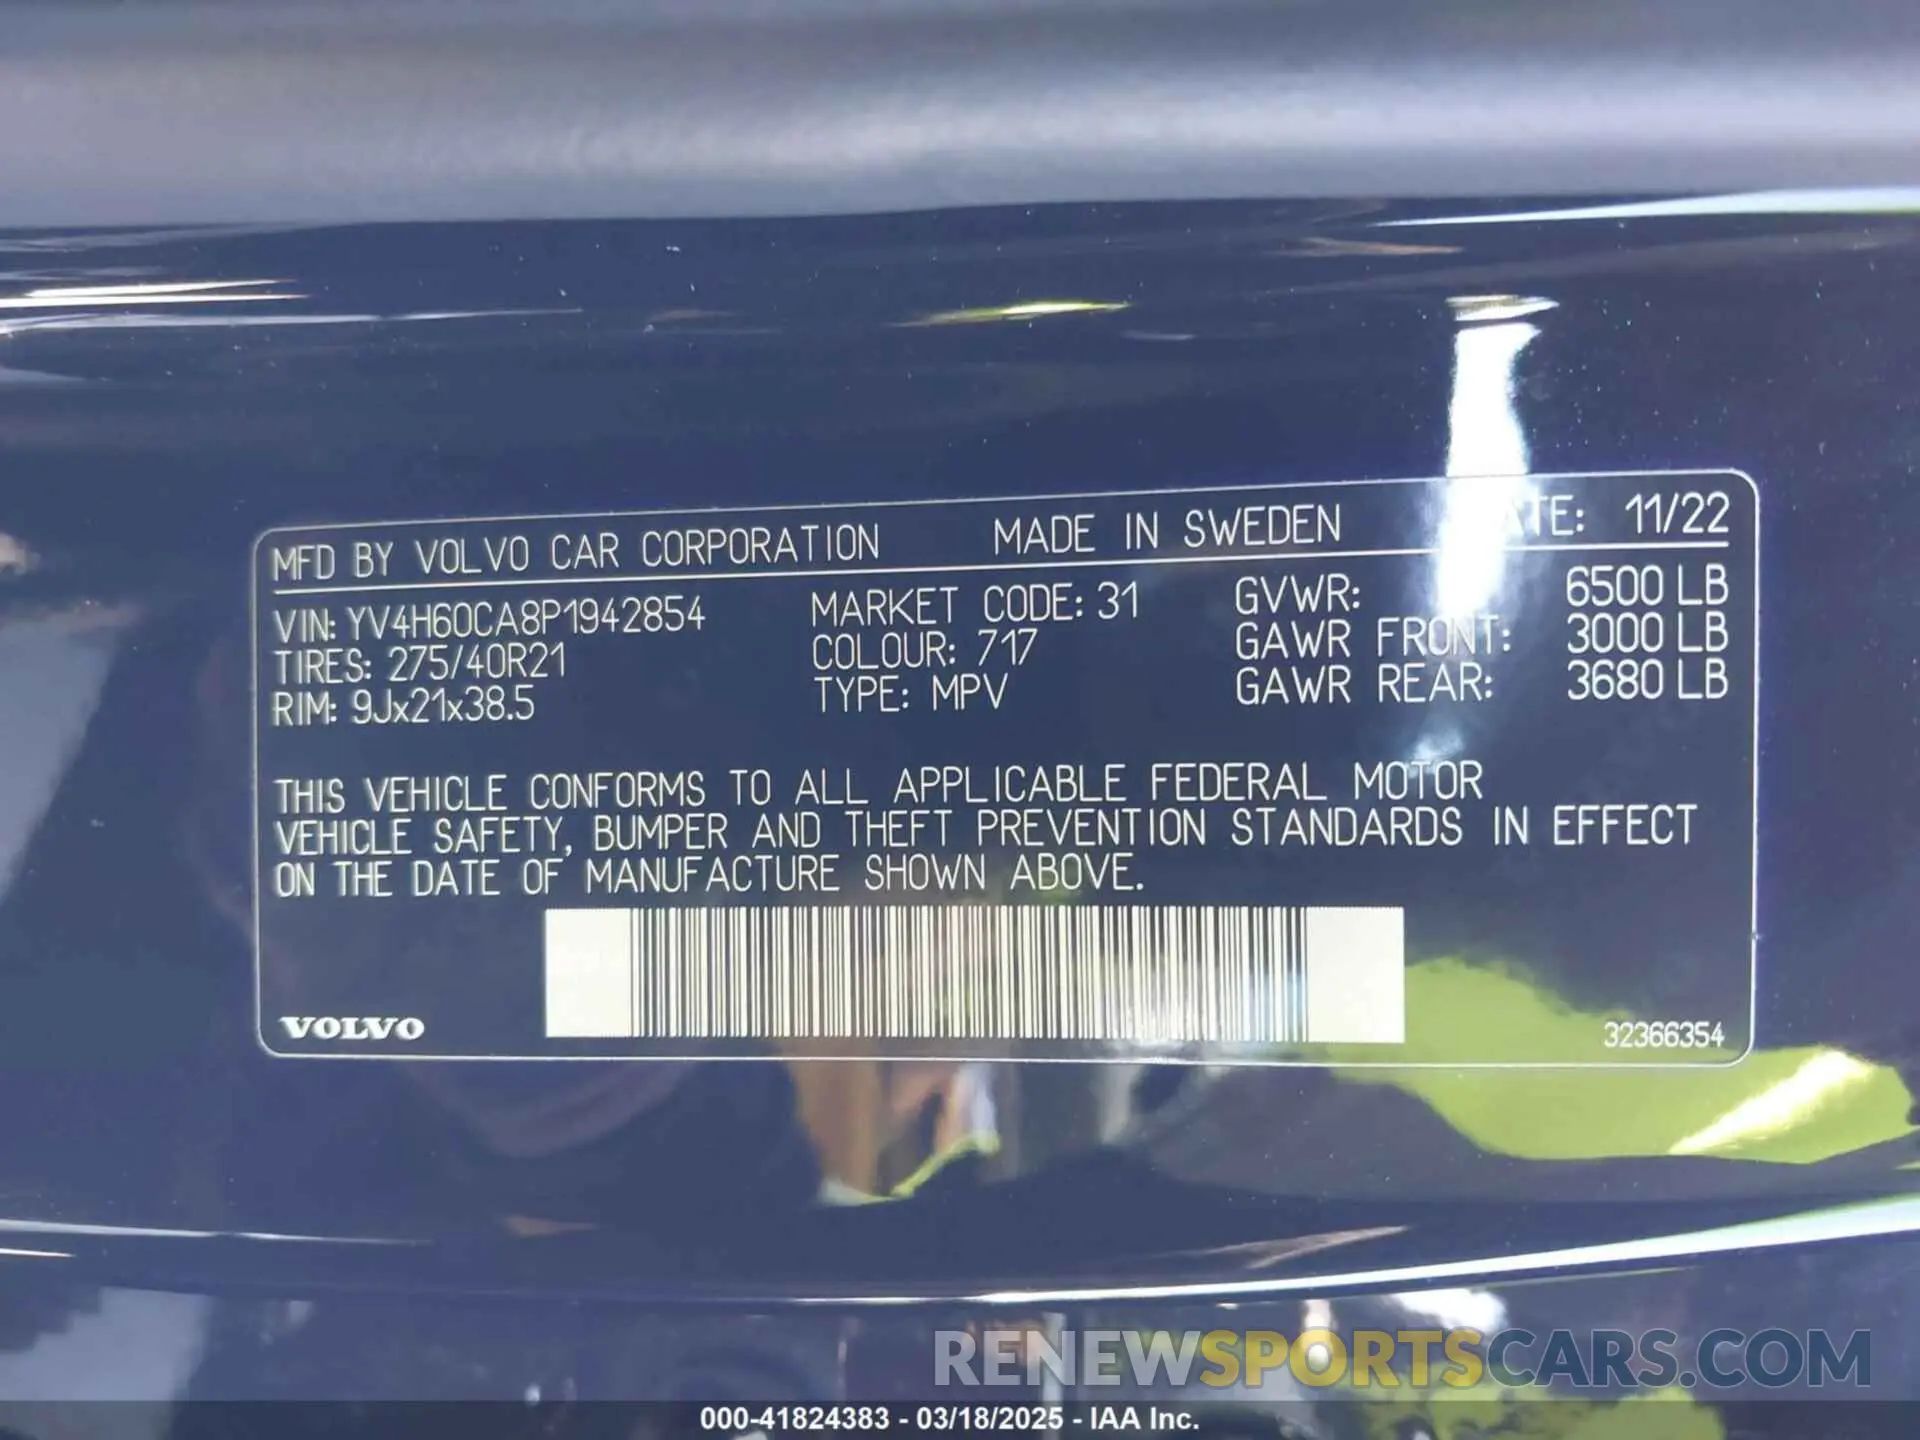 MFD BY VOLVO CAR CORPORATION MADE IN SWEDEN DATE: 11/22
VIN: YV4H60CA8P1942854 MARKET CODE: 31 GVWR: 6500 LB
TIRES: 275/40R21 COLOUR: 717 GAWR FRONT: 3000 LB
RIM: 9Jx21x38.5 TYPE: MPV GAWR REAR: 3680 LB
THIS VEHICLE CONFORMS TO ALL APPLICABLE FEDERAL MOTOR
VEHICLE SAFETY, BUMPER AND THEFT PREVENTION STANDARDS IN EFFECT
ON THE DATE OF MANUFACTURE SHOWN ABOVE.
VOLVO 32366354
RENEWSPORTSCARS.COM
000-41824383 - 03/18/2025 - IAA Inc.